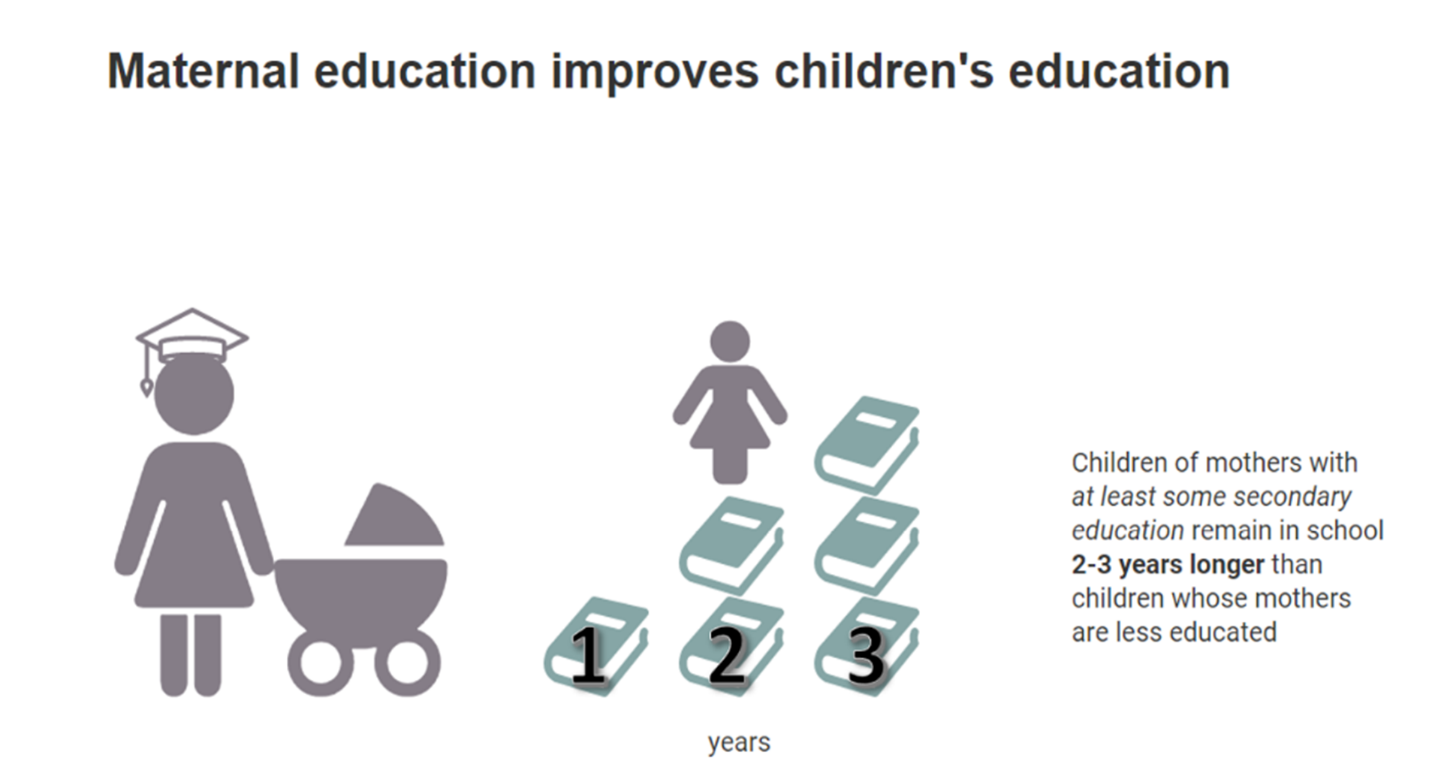 Maternal education improves children's education
1 2 3
years
Children of mothers with
at least some secondary
education remain in school
2-3 years longer than
children whose mothers
are less educated